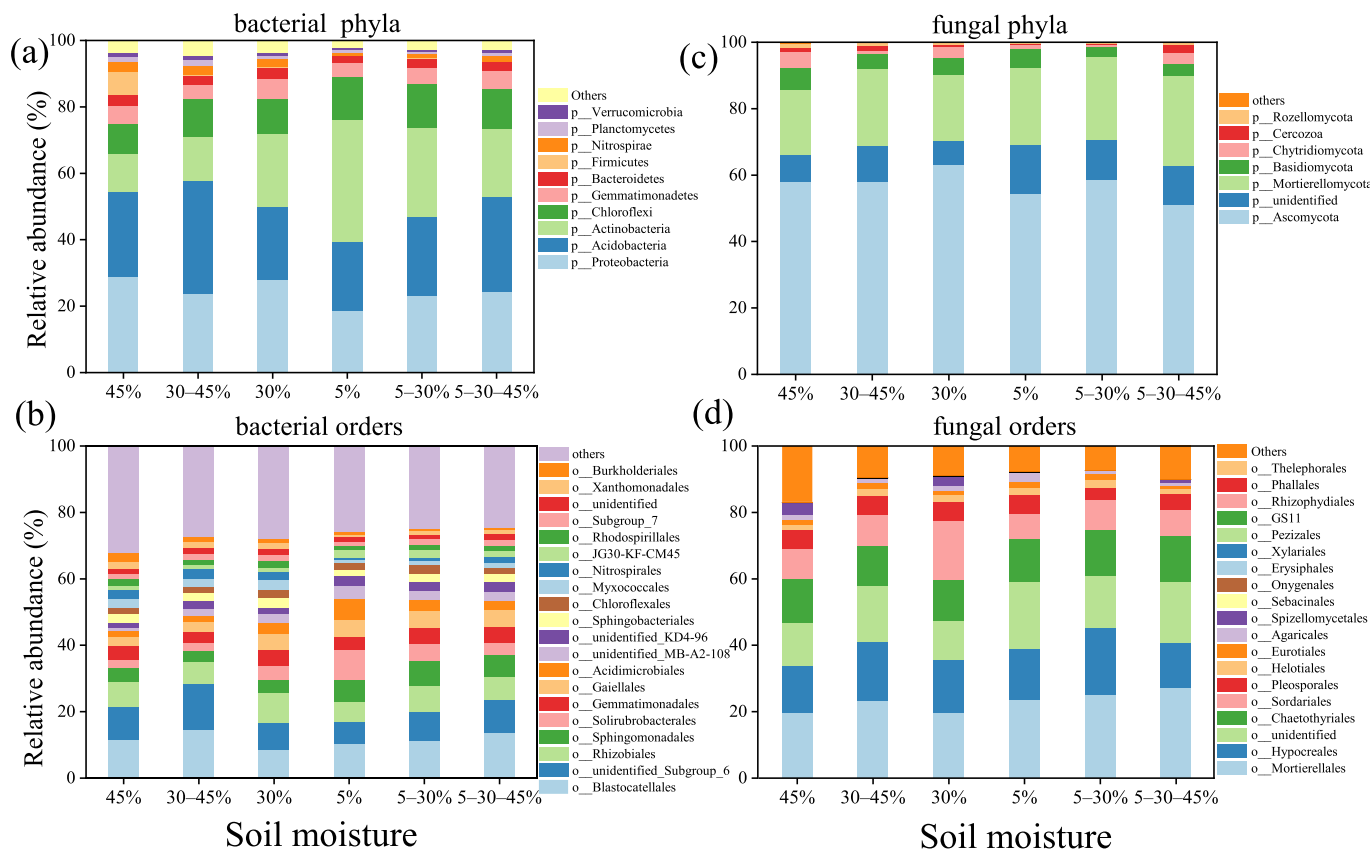 (a)
bacterial phyla
Relative abundance (%)
100
80
60
40
20
0
45%
30–45%
30%
5%
5–30%
5–30–45%
Others
p__Verrucomicrobia
p__Planctomycetes
p__Nitrospirae
p__Firmicutes
p__Bacteroidetes
p__Gemmatimonadetes
p__Chloroflexi
p__Actinobacteria
p__Acidobacteria
p__Proteobacteria
(c)
fungal phyla
100
80
60
40
20
0
45%
30–45%
30%
5%
5–30%
5–30–45%
others
p__Rozellomycota
p__Cercozoa
p__Chytridiomycota
p__Basidiomycota
p__Mortierellomycota
p__unidentified
p__Ascomycota
(b)
bacterial orders
Relative abundance (%)
100
80
60
40
20
0
45%
30–45%
30%
5%
5–30%
5–30–45%
Soil moisture
others
o__Burkholderiales
o__Xanthomonadales
o__unidentified
o__Subgroup_7
o__Rhodospirillales
o__JG30-KF-CM45
o__Nitrospirales
o__Myxococcales
o__Chloroflexales
o__Sphingobacteriales
o__unidentified_KD4-96
o__unidentified_MB-A2-108
o__Acidimicrobiales
o__Gaiellales
o__Gemmatimonadales
o__Solirubrobacterales
o__Sphingomonadales
o__Rhizobiales
o__unidentified_Subgroup_6
o__Blastocatellales
(d)
fungal orders
100
80
60
40
20
0
45%
30–45%
30%
5%
5–30%
5–30–45%
Soil moisture
Others
o__Thelephorales
o__Phallales
o__Rhizophydiales
o__GS11
o__Pezizales
o__Xylariales
o__Erysiphales
o__Onygenales
o__Sebacinales
o__Spizellomycetales
o__Agaricales
o__Eurotiales
o__Helotiales
o__Pleosporales
o__Sordariales
o__Chaetothyriales
o__unidentified
o__Hypocreales
o__Mortierellales